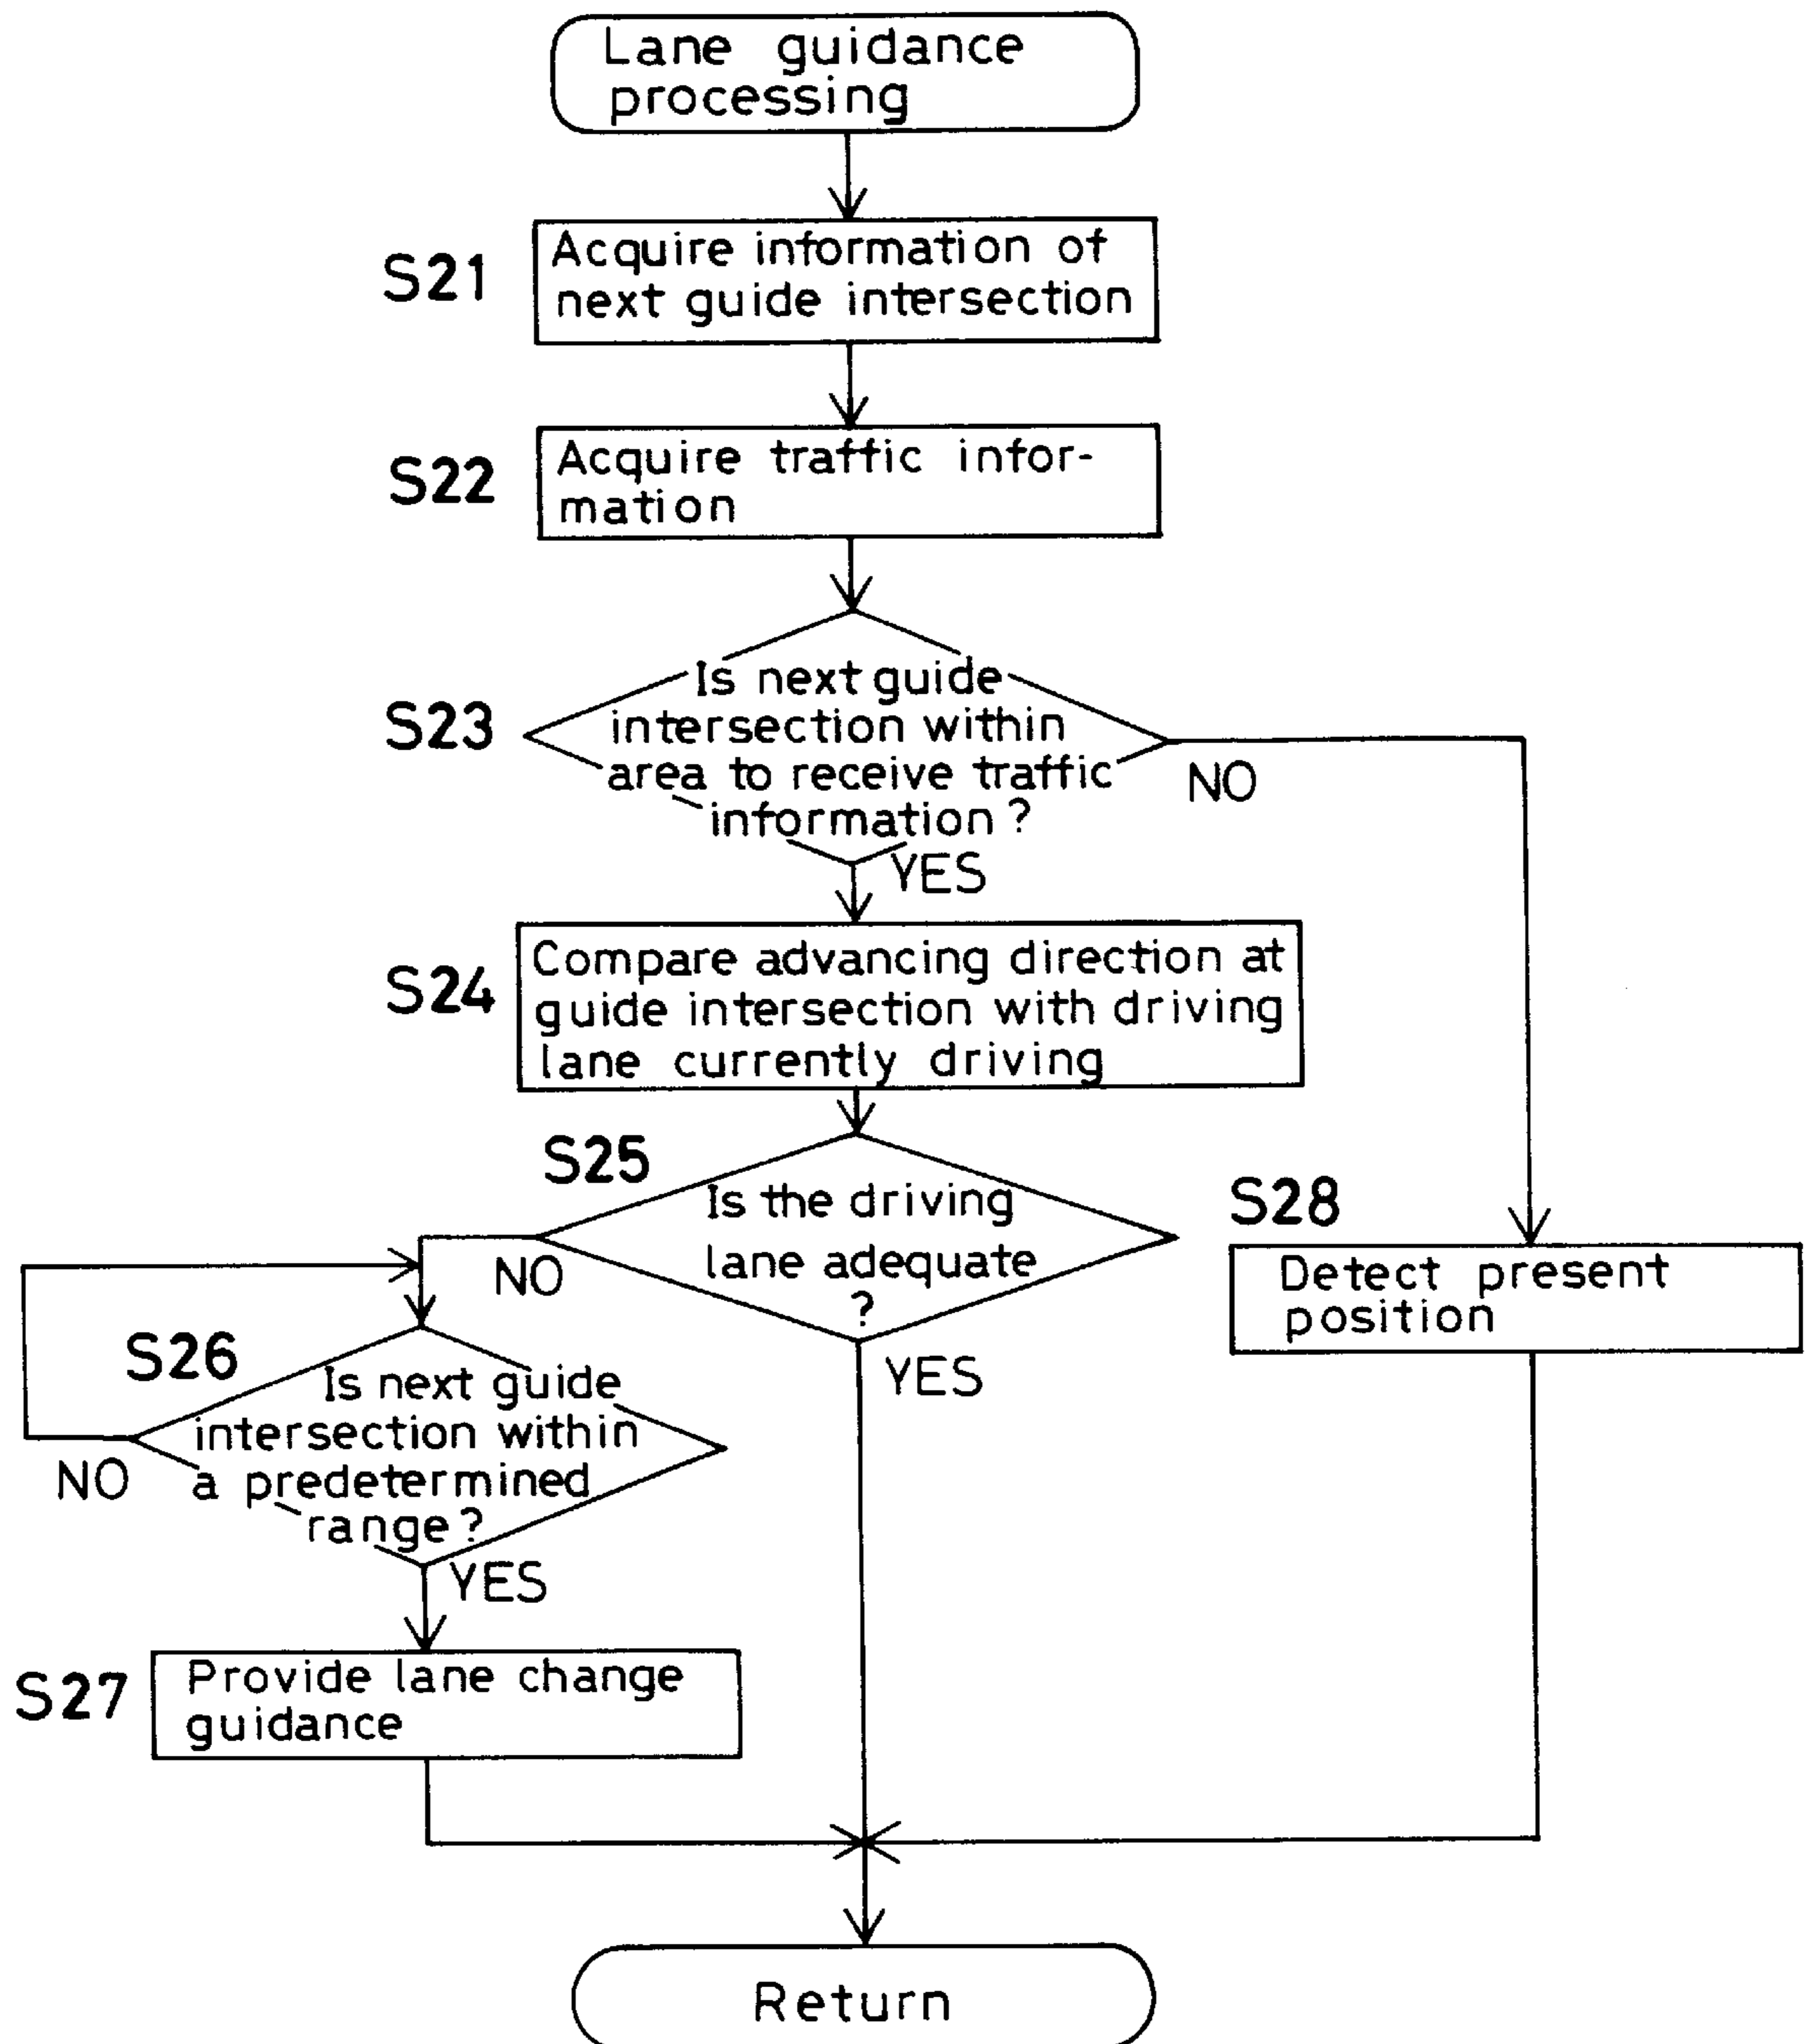 Lane guidance
processing
S21
Acquire information of
next guide intersection
S22
Acquire traffic infor-
mation
S23
Is next guide
intersection within
area to receive traffic
information?
NO
YES
S24
Compare advancing direction at
guide intersection with driving
lane currently driving
S25
Is the driving
lane adequate
?
NO
YES
S28
Detect present
position
S26
Is next guide
intersection within
a predetermined
range?
NO
YES
S27
Provide lane change
guidance
Return